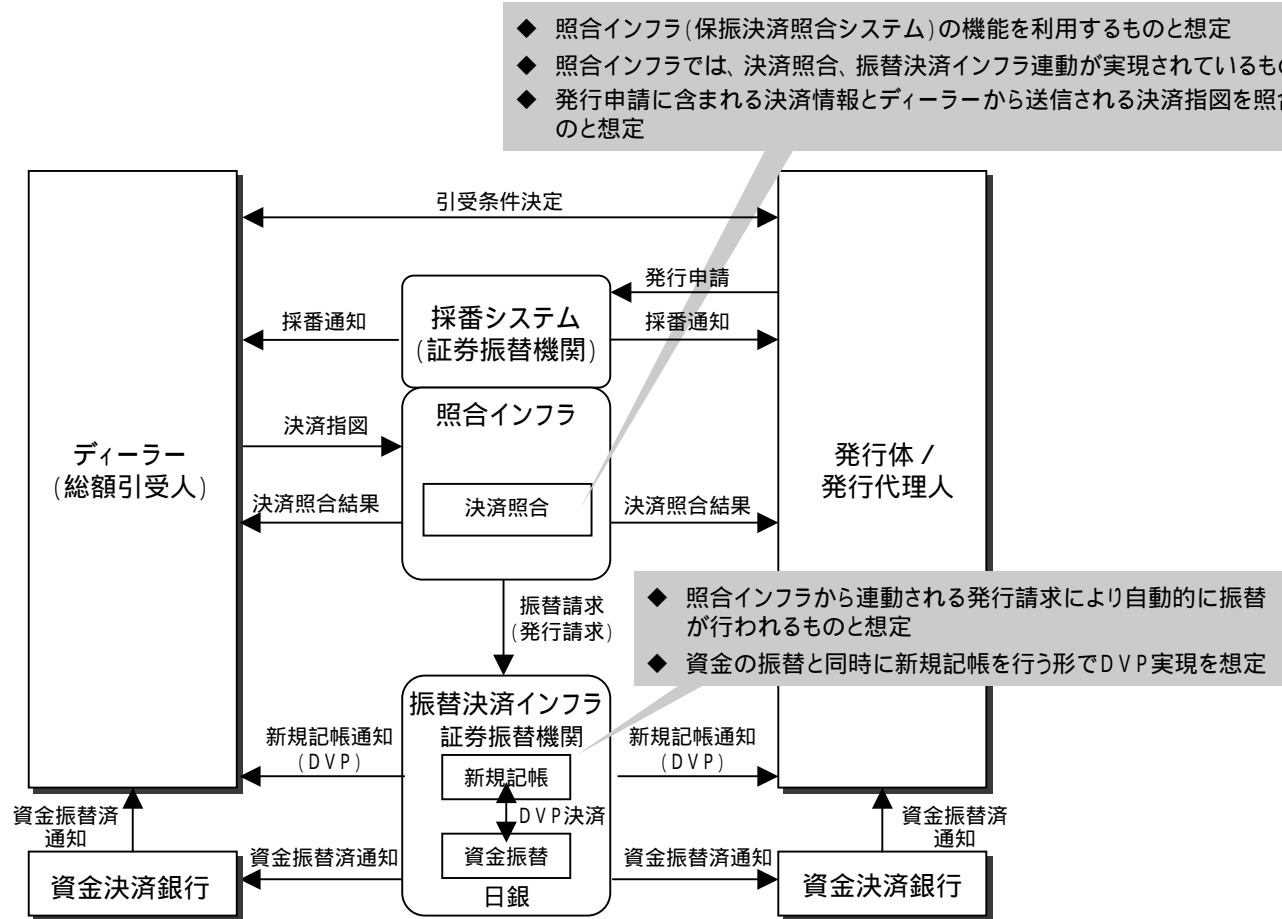 ◆ 照合インフラ(保振決済照合システム)の機能を利用するものと想定
◆ 照合インフラでは、決済照合、振替決済インフラ連動が実現されているも
◆ 発行申請に含まれる決済情報とディーラーから送信される決済指図を照
のと想定
引受条件決定
発行申請
採番システム
(証券振替機関)
採番通知
採番通知
照合インフラ
決済指図
ディーラー
(総額引受人)
発行体/
発行代理人
決済照合結果
決済照合
決済照合結果
振替請求
(発行請求)
◆ 照合インフラから連動される発行請求により自動的に振替
が行われるものと想定
◆ 資金の振替と同時に新規記帳を行う形でDVP実現を想定
振替決済インフラ
証券振替機関
新規記帳通知
(DVP)
新規記帳
新規記帳通知
(DVP)
DVP決済
資金振替済
通知
資金振替済
通知
資金振替済通知
資金振替
資金振替済通知
資金決済銀行
日銀
資金決済銀行